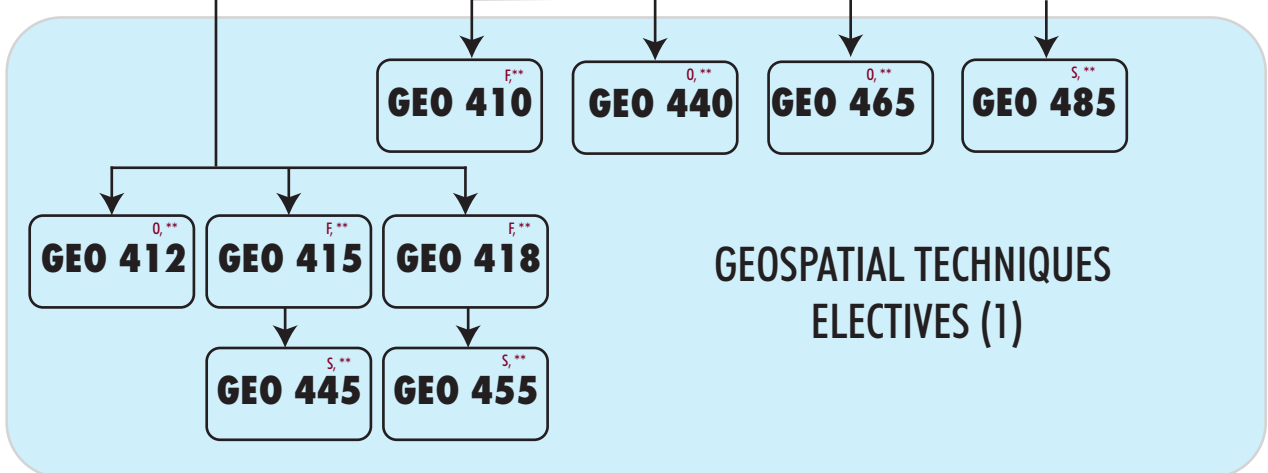 F,**
GEO 410
O, **
GEO 440
O, **
GEO 465
S, **
GEO 485
O, **
GEO 412
F, **
GEO 415
F, **
GEO 418
GEOSPATIAL TECHNIQUES
ELECTIVES (1)
S, **
GEO 445
S, **
GEO 455